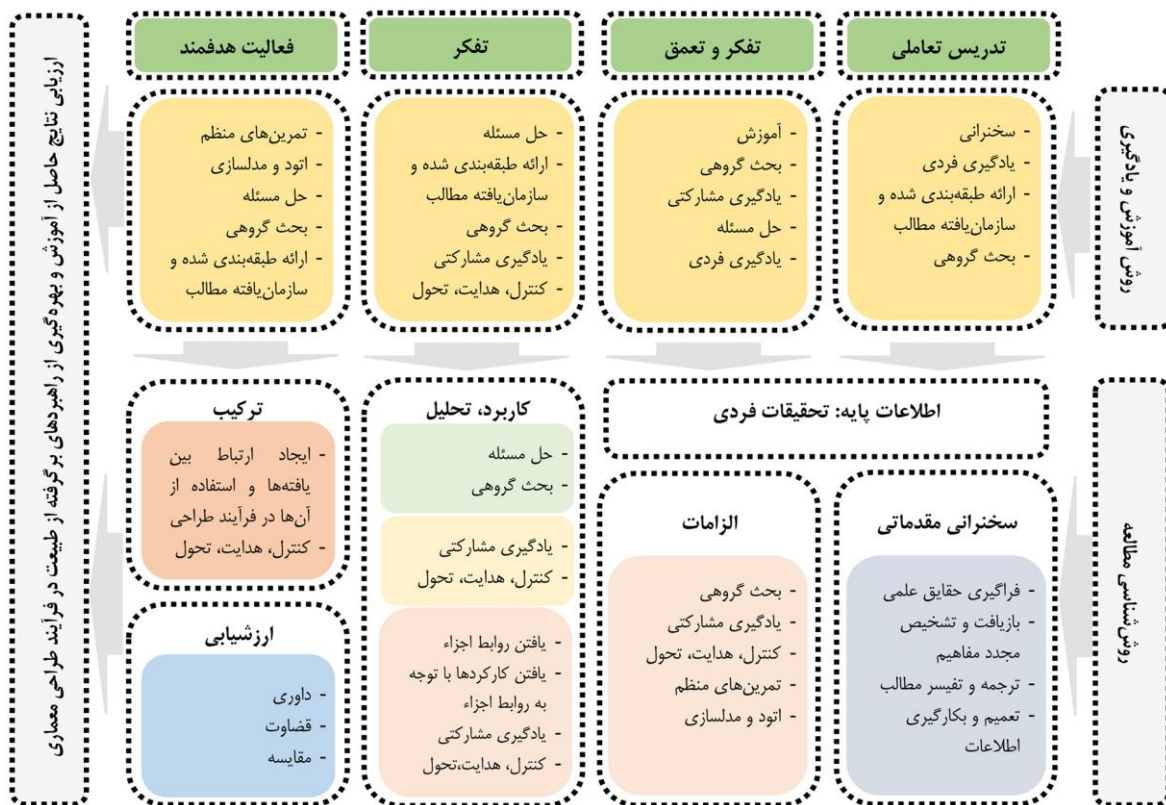 تدریس تعاملی
تفکر و تعمق
تفکر
فعالیت هدفمند
روش آموزش و یادگیری
- سخنرانی
- یادگیری فردی
- ارائه طبقه‌بندی شده و
سازمان‌یافته مطالب
- بحث گروهی
- آموزش
- بحث گروهی
- یادگیری مشارکتی
- حل مسئله
- یادگیری فردی
- حل مسئله
- ارائه طبقه‌بندی شده و
سازمان‌یافته مطالب
- بحث گروهی
- یادگیری مشارکتی
- کنترل، هدایت، تحول
- تمرین‌های منظم
- اتود و مدلسازی
- حل مسئله
- بحث گروهی
- ارائه طبقه‌بندی شده و
سازمان‌یافته مطالب
روش‌شناسی مطالعه
اطلاعات پایه: تحقیقات فردی
سخنرانی مقدماتی
- فراگیری حقایق علمی
- بازیافت و تشخیص
مجدد مفاهیم
- ترجمه و تفیسر مطالب
- تعمیم و بکارگیری
اطلاعات
الزامات
- بحث گروهی
- یادگیری مشارکتی
- کنترل، هدایت، تحول
- تمرین‌های منظم
- اتود و مدلسازی
کاربرد، تحلیل
- حل مسئله
- بحث گروهی
- یادگیری مشارکتی
- کنترل، هدایت، تحول
- یافتن روابط اجزاء
- یافتن کارکردها با توجه
به روابط اجزاء
- یادگیری مشارکتی
- کنترل، هدایت،تحول
ترکیب
- ایجاد ارتباط بین
یافته‌ها و استفاده از
آن‌ها در فرآیند طراحی
- کنترل، هدایت، تحول
ارزشیابی
- داوری
- قضاوت
- مقایسه
ارزیابی نتایج حاصل از آموزش و بهره‌گیری از راهبردهای برگرفته از طبیعت در فرآیند طراحی معماری